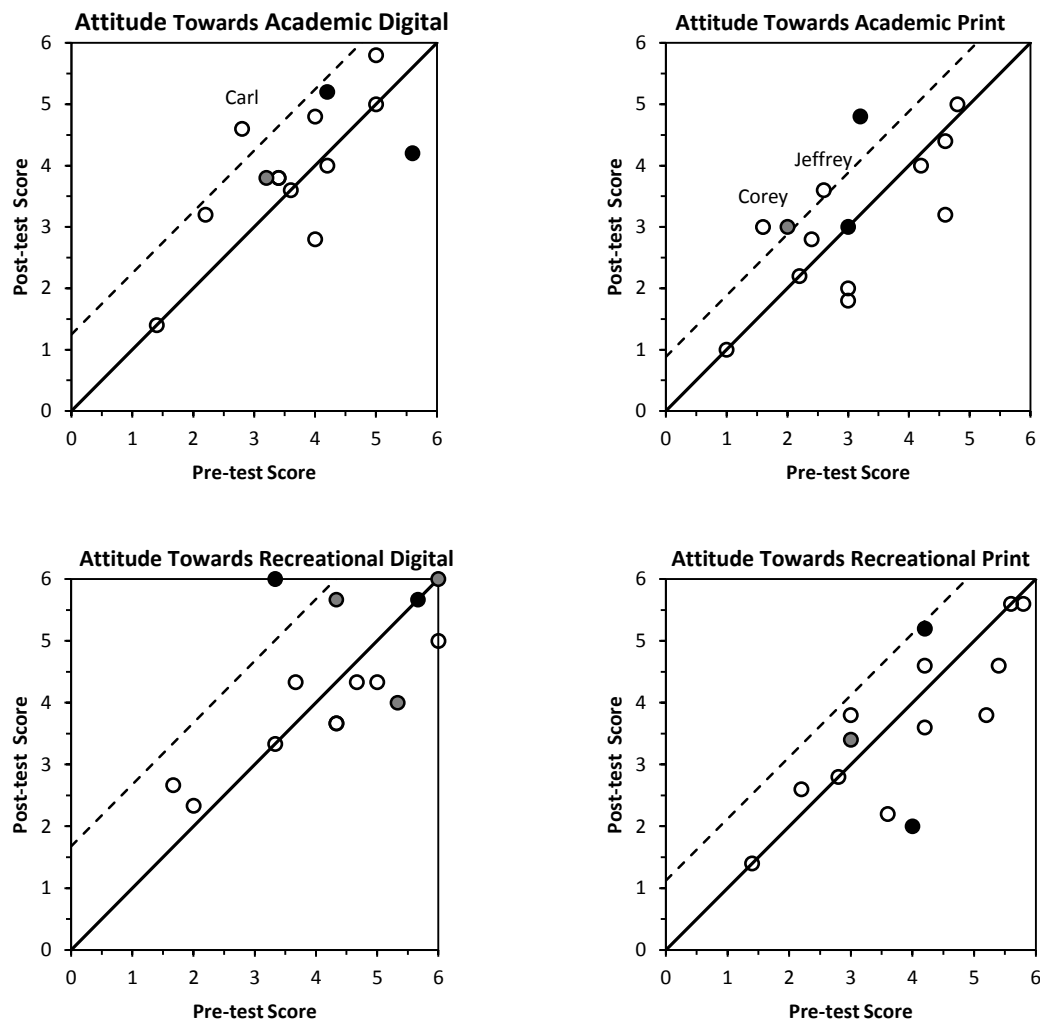 Attitude Towards Academic Digital
6
5
4
3
2
1
0
0 1 2 3 4 5 6
Post-test Score
Pre-test Score
Carl
Attitude Towards Academic Print
6
5
4
3
2
1
0
0 1 2 3 4 5 6
Post-test Score
Pre-test Score
Jeffrey
Corey
Attitude Towards Recreational Digital
6
5
4
3
2
1
0
0 1 2 3 4 5 6
Post-test Score
Pre-test Score
Attitude Towards Recreational Print
6
5
4
3
2
1
0
0 1 2 3 4 5 6
Post-test Score
Pre-test Score